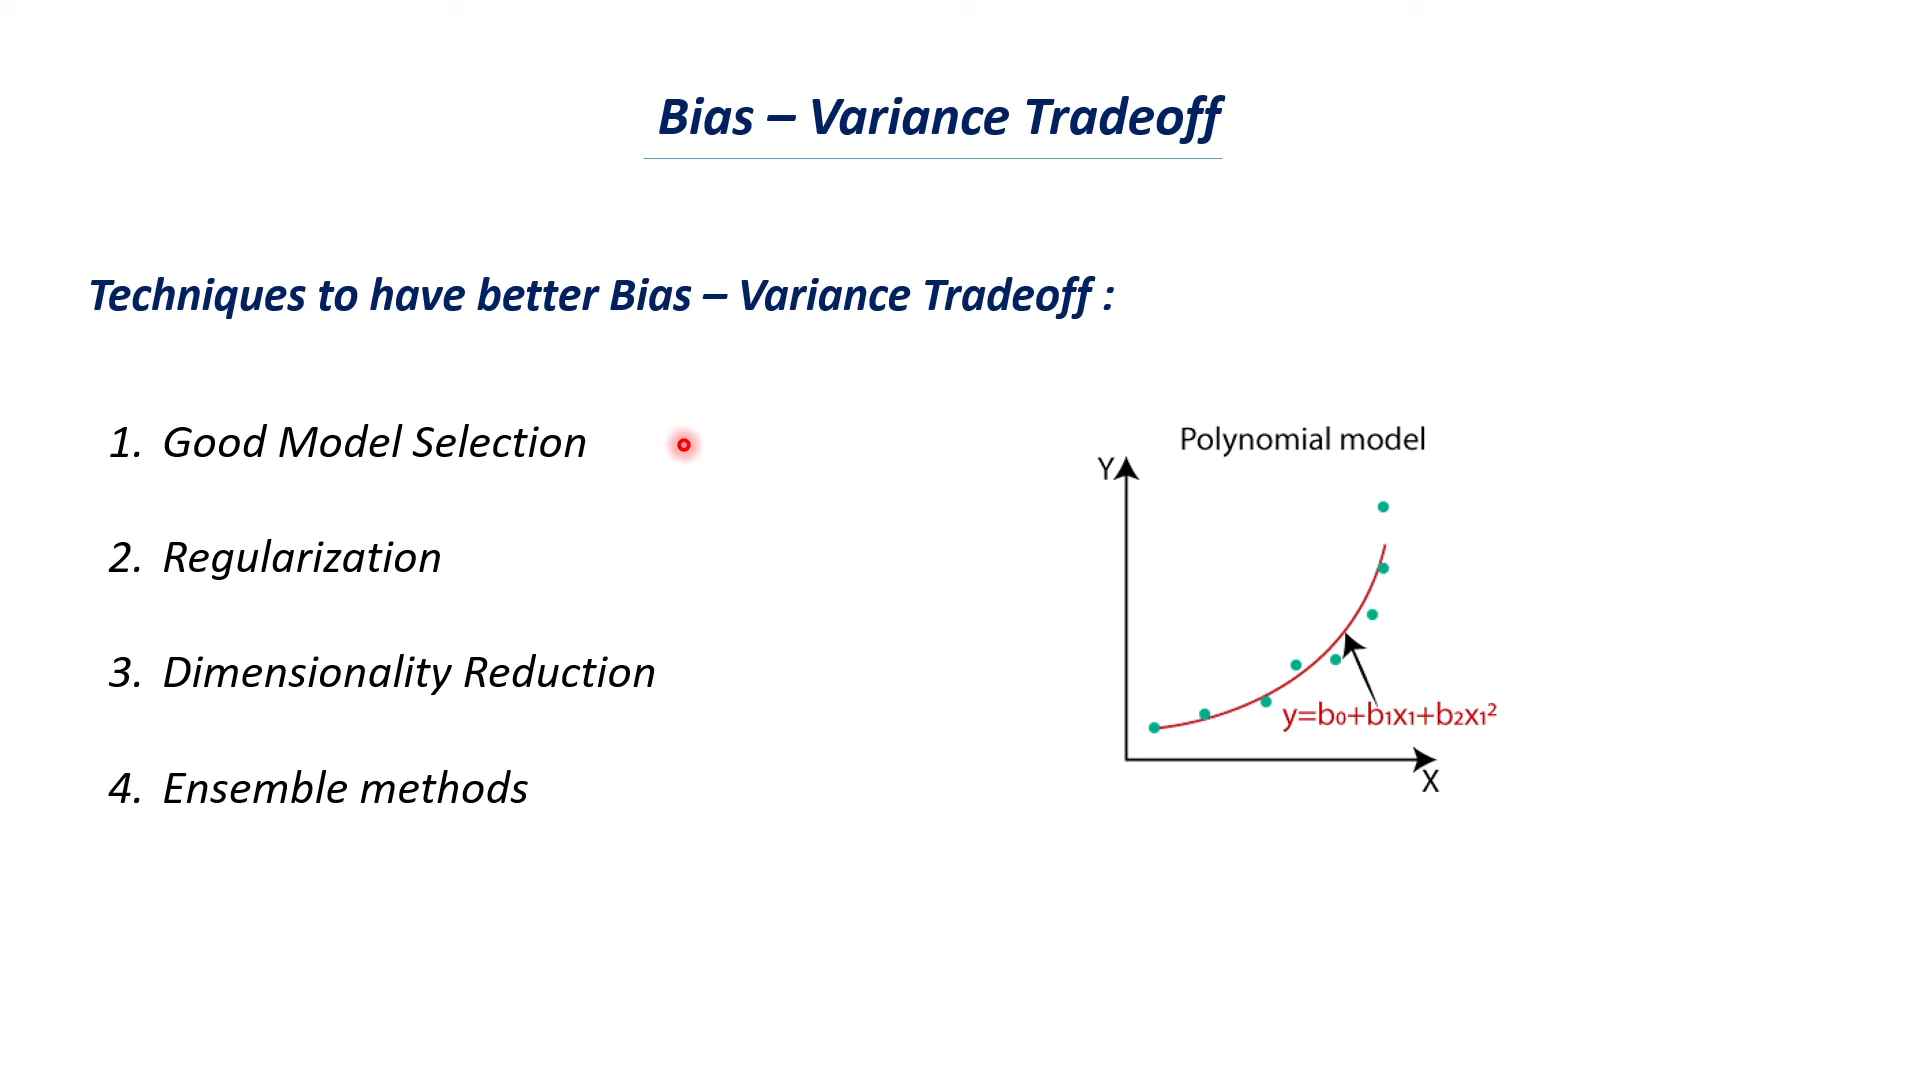 Bias – Variance Tradeoff
Techniques to have better Bias – Variance Tradeoff :
1. Good Model Selection
2. Regularization
3. Dimensionality Reduction
4. Ensemble methods
Polynomial model
Y
y=b₀+b₁x₁+b₂x₁²
X